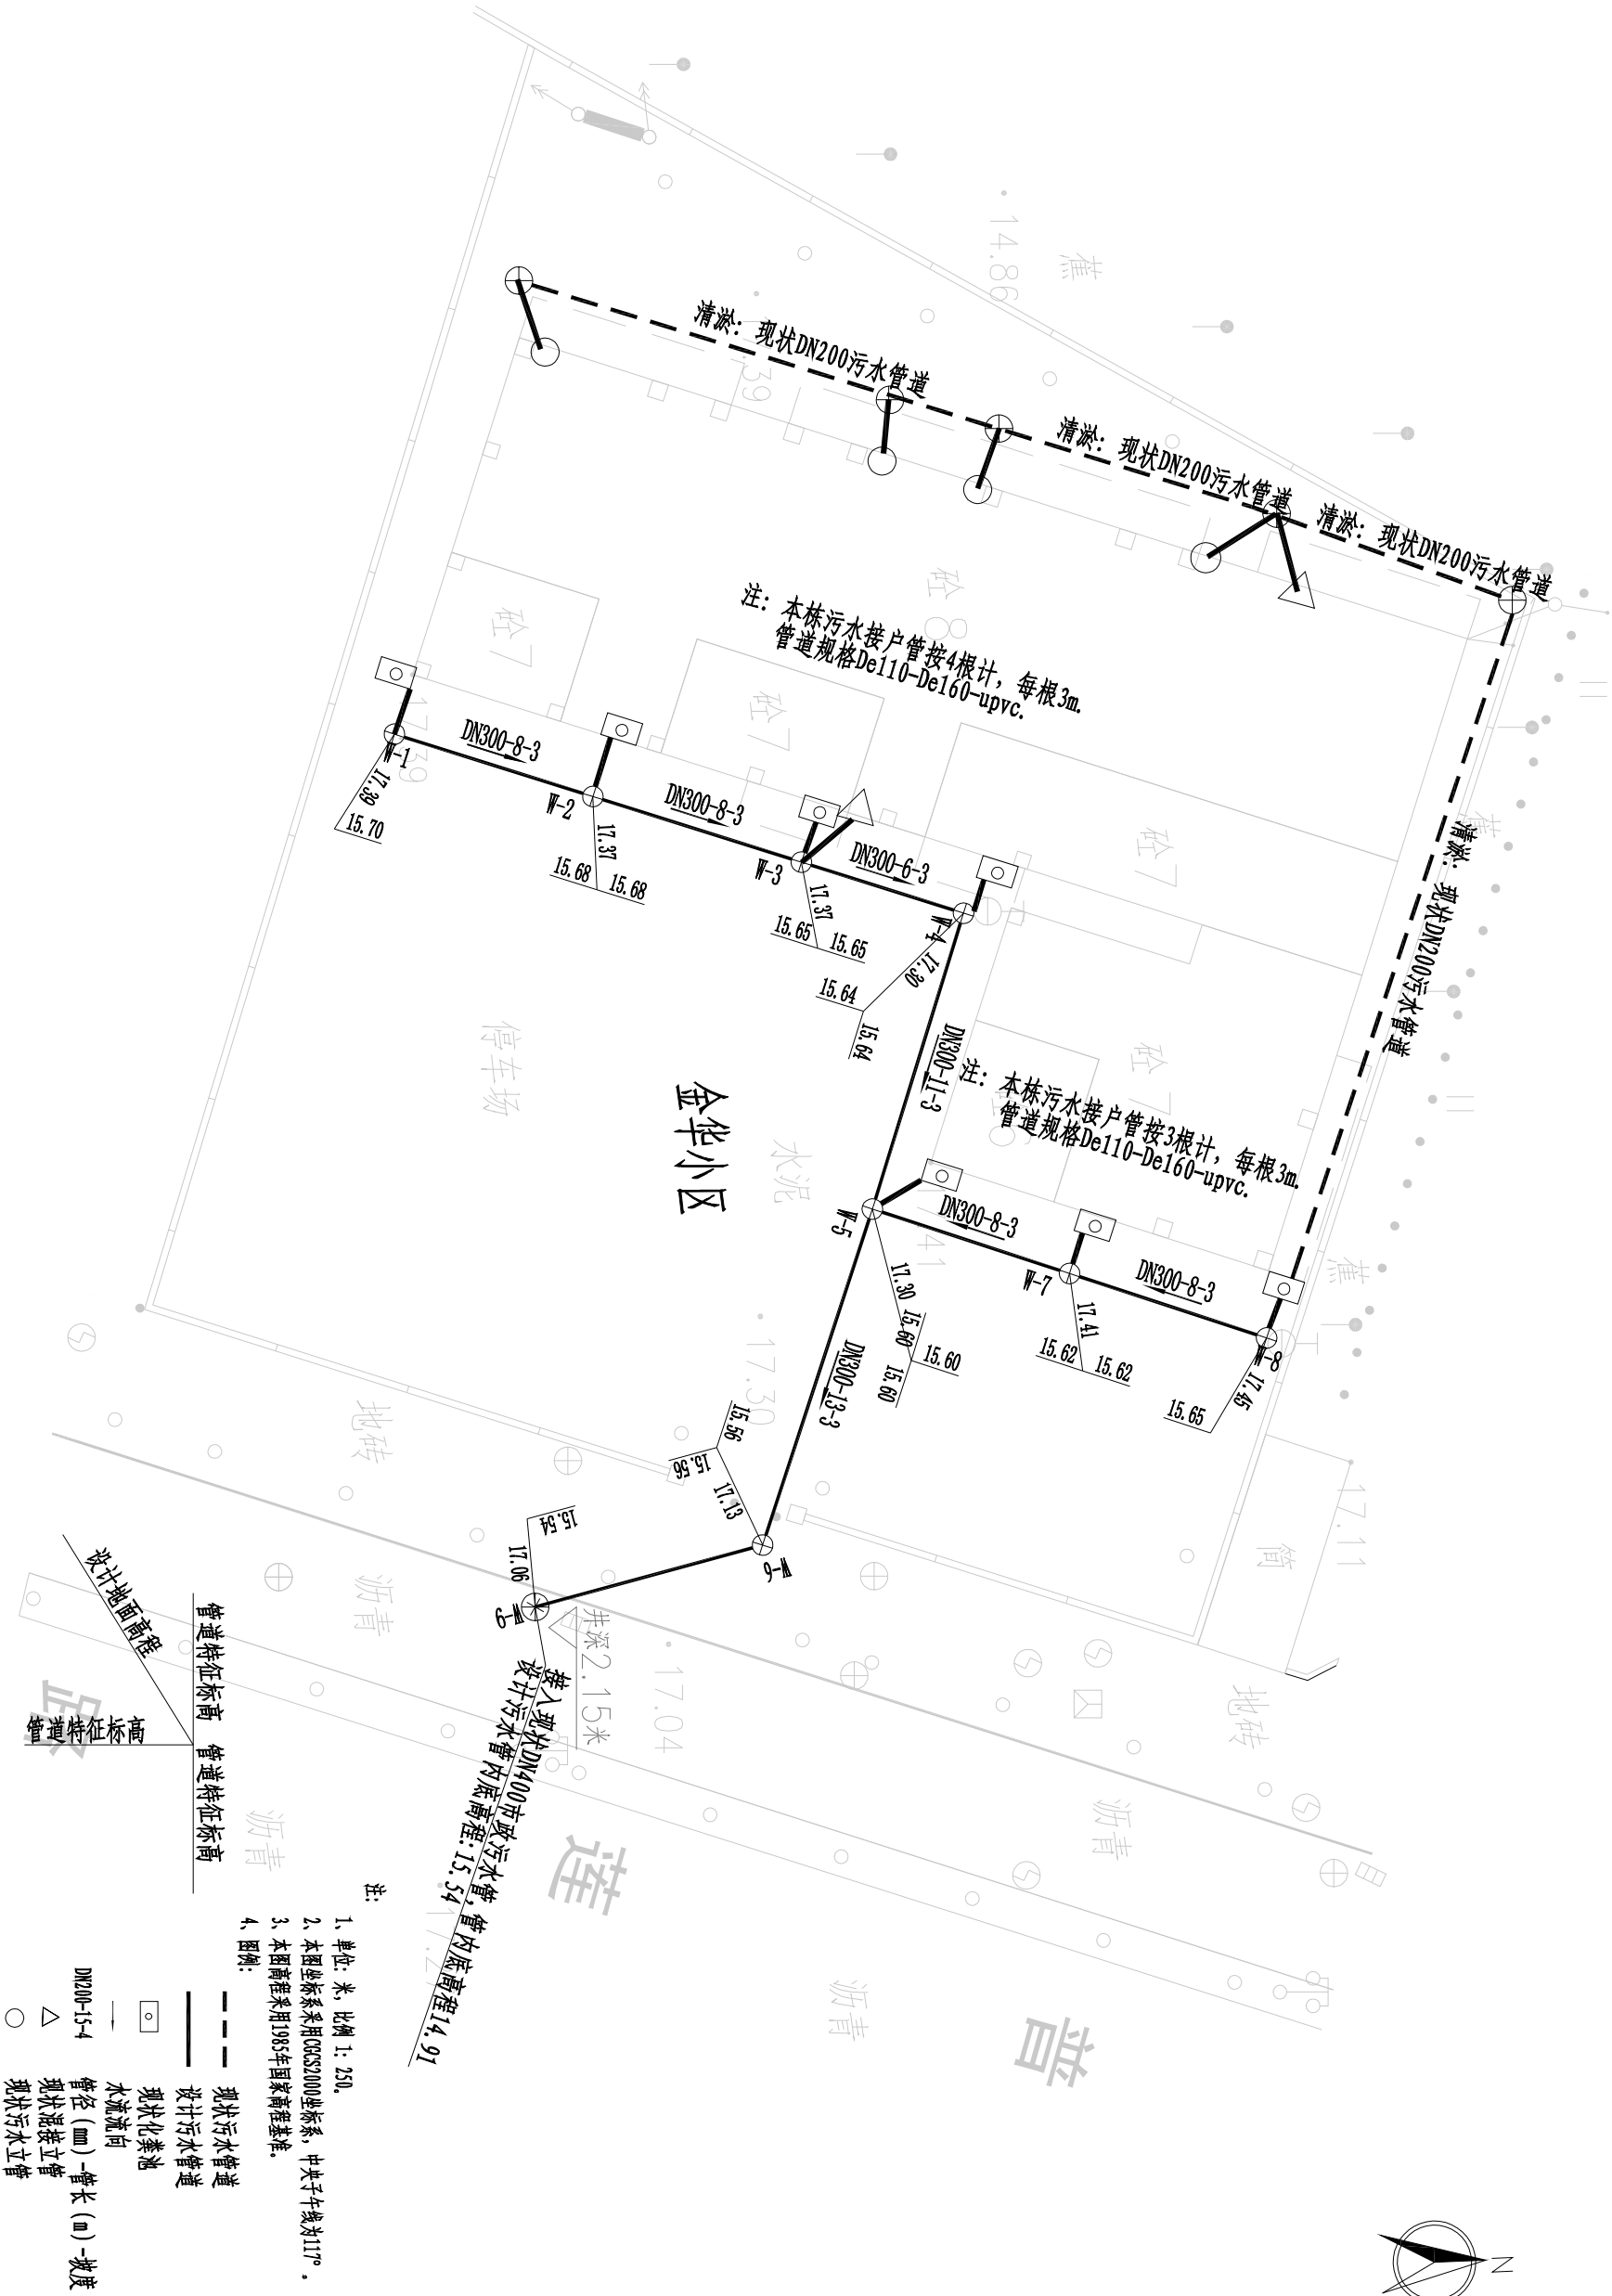 蕉
14.86
清淤：现状DN200污水管道
清淤：现状DN200污水管道
清淤：现状DN200污水管道
清淤：现状DN200污水管道
注：本栋污水接户管按4根计，每根3m.
管道规格De110-De160-upvc.
砼7
砼7
砼8
砼7
砼7
蕉
蕉
DN300-8-3
DN300-8-3
DN300-6-3
W-1
17.39
15.70
W-2
17.37
15.68
15.68
W-3
17.37
15.65
15.65
W-4
17.30
15.64
15.64
DN300-11-3
注：本栋污水接户管按3根计，每根3m.
管道规格De110-De160-upvc.
停车场
金华小区
水泥
DN300-8-3
DN300-8-3
W-5
17.30
15.60
15.60
15.60
W-7
17.41
15.62
15.62
W-8
17.45
15.65
DN300-13-3
17.30
15.56
15.56
17.13
W-6
15.54
17.06
W-9
井深2.15米
17.04
17.11
简
地砖
地砖
沥青
沥青
沥青
沥青
接入现状DN400市政污水管，管内底高程14.91
设计污水管内底高程：15.54
普
莲
路
设计地面高程
管道特征标高
管道特征标高
管道特征标高
注：
1、单位：米，比例 1：250。
2、本图坐标系采用CGCS2000坐标系，中央子午线为117°。
3、本图高程采用1985年国家高程基准。
4、图例：
现状污水管道
设计污水管道
现状化粪池
水流流向
DN200-15-4 管径（mm）-管长（m）-坡度
现状混接立管
现状污水立管
N